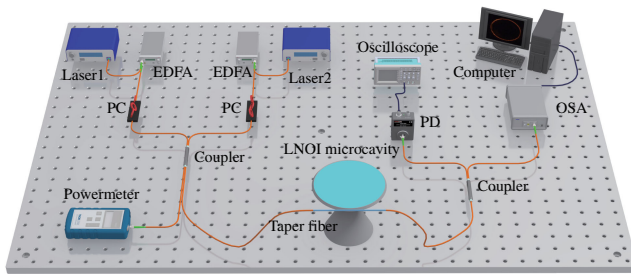 Laser1
EDFA
EDFA
Laser2
Oscilloscope
Computer
PC
PC
PD
OSA
Coupler
LNOI microcavity
Coupler
Powermeter
Taper fiber